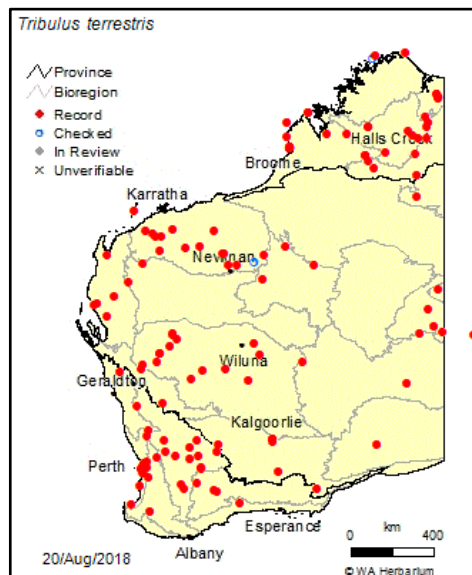 Tribulus terrestris
Province
Bioregion
Record
Checked
In Review
Unverifiable
Halls Creek
Broome
Karratha
Newman
Wiluna
Geraldton
Kalgoorlie
Perth
Esperance
Albany
km
0 400
20/Aug/2018
© WA Herbarium